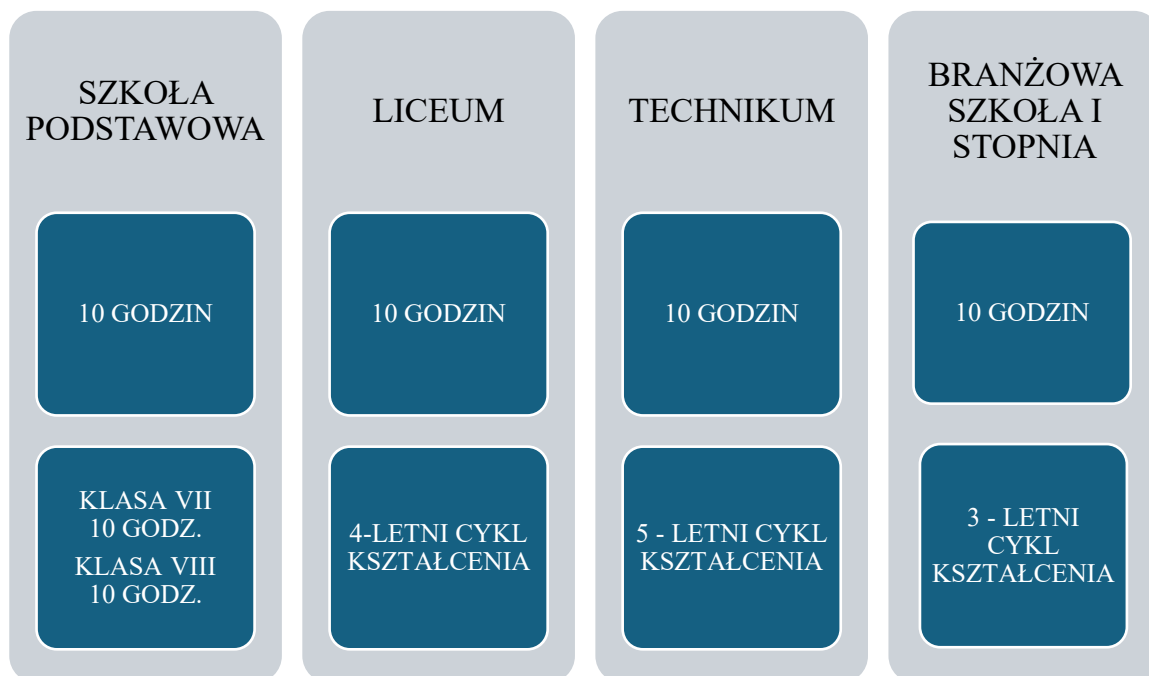 SZKOŁA
PODSTAWOWA
10 GODZIN
KLASA VII
10 GODZ.
KLASA VIII
10 GODZ.
LICEUM
10 GODZIN
4-LETNI CYKL
KSZTAŁCENIA
TECHNIKUM
10 GODZIN
5 - LETNI CYKL
KSZTAŁCENIA
BRANŻOWA
SZKOŁA I
STOPNIA
10 GODZIN
3 - LETNI
CYKL
KSZTAŁCENIA